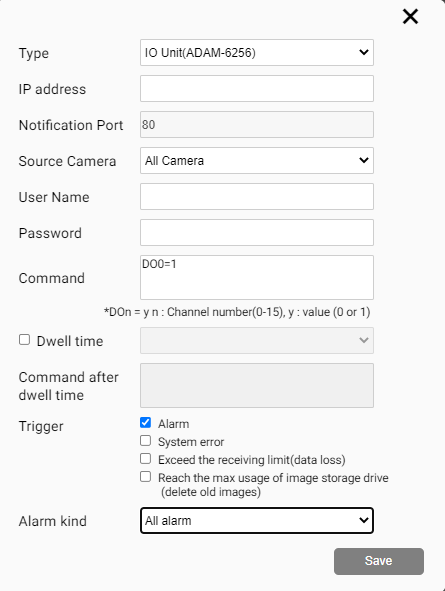 Type IO Unit(ADAM-6256)
IP address
Notification Port 80
Source Camera All Camera
User Name
Password
Command DO0=1
*DOn = y n : Channel number(0-15), y : value (0 or 1)
Dwell time
Command after
dwell time
Trigger Alarm
System error
Exceed the receiving limit(data loss)
Reach the max usage of image storage drive
(delete old images)
Alarm kind All alarm
Save